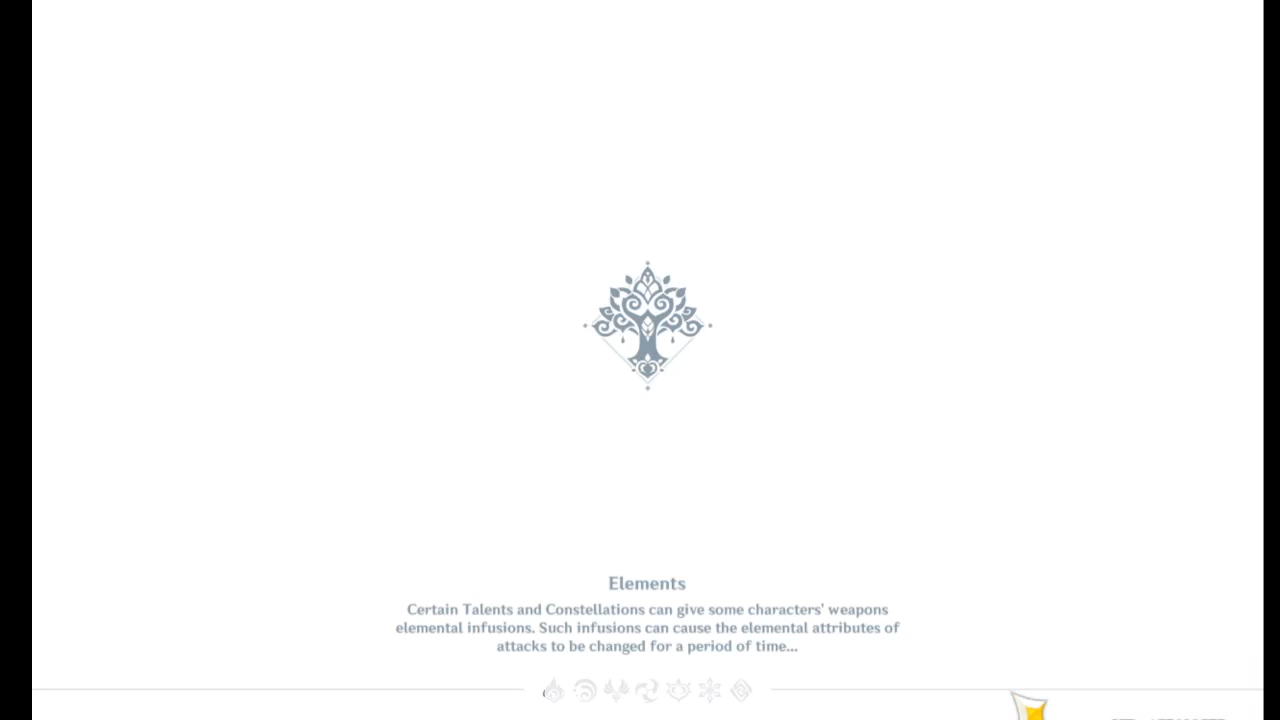 Elements
Certain Talents and Constellations can give some characters' weapons
elemental infusions. Such infusions can cause the elemental attributes of
attacks to be changed for a period of time...